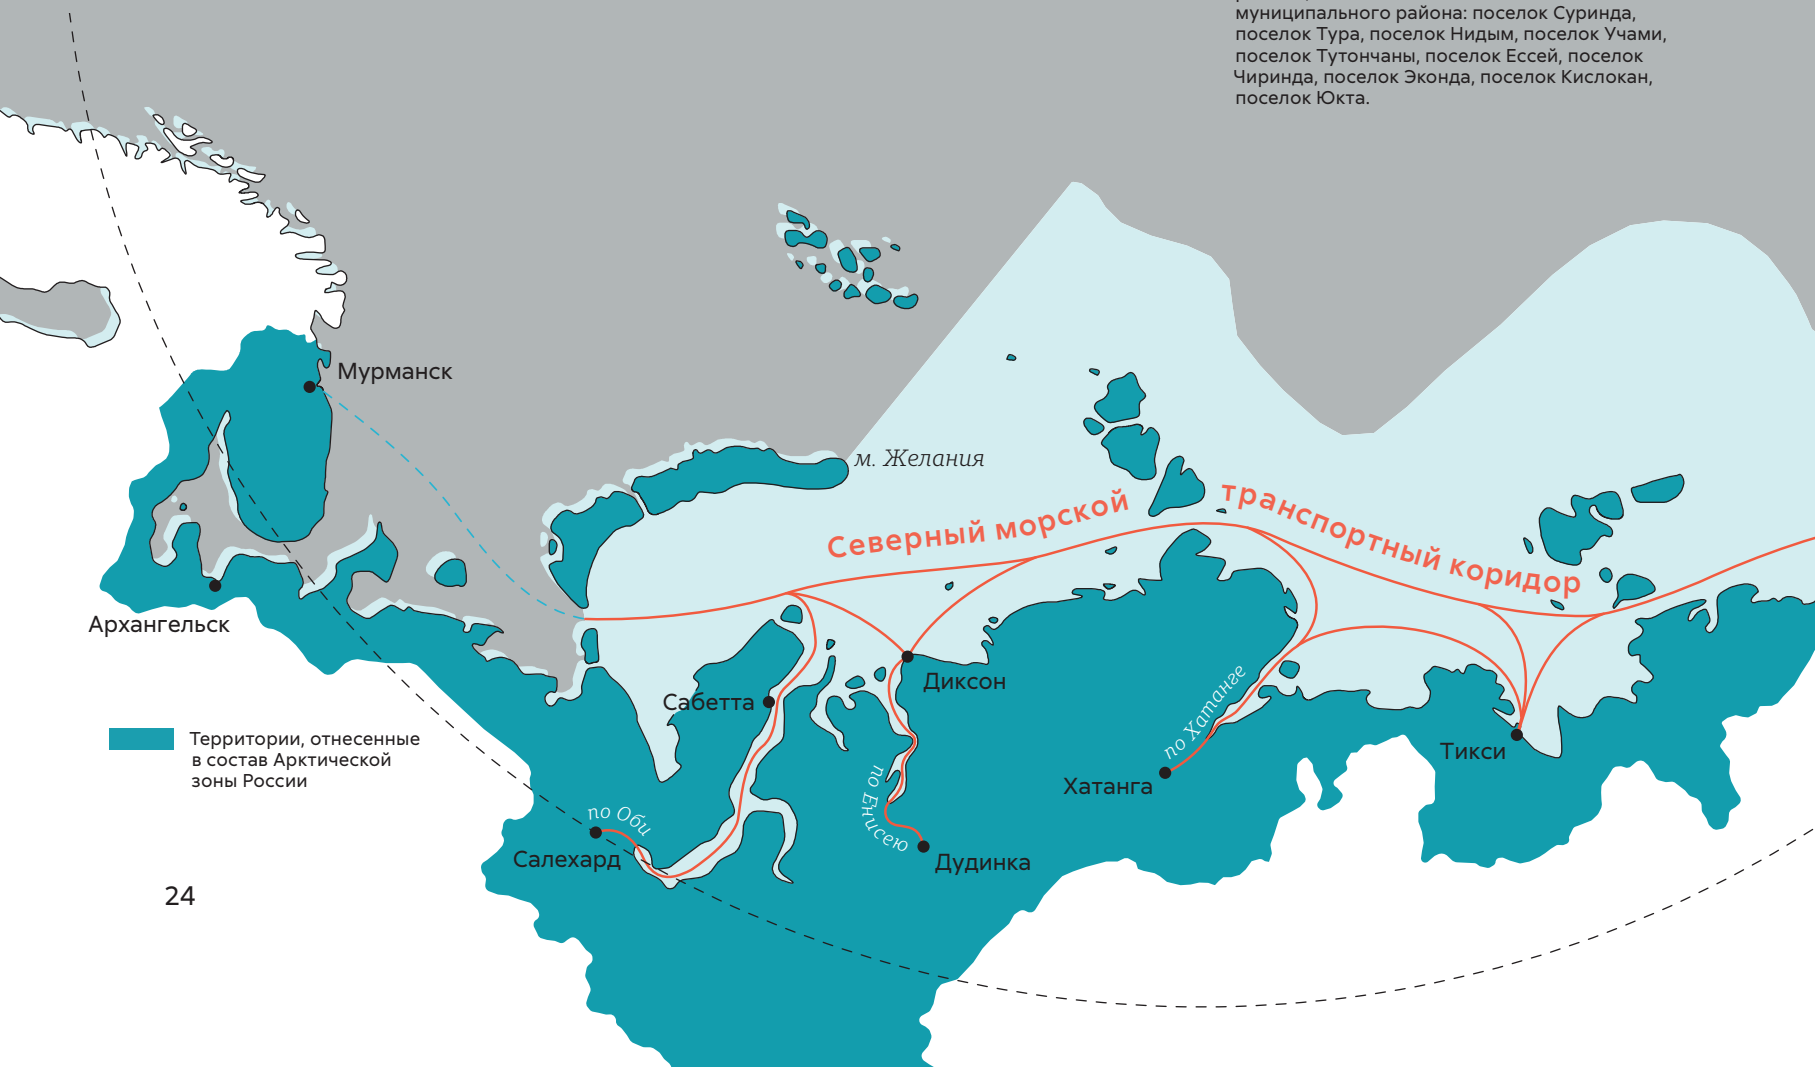 муниципального района: поселок Суринда,
поселок Тура, поселок Нидым, поселок Учами,
поселок Тутончаны, поселок Ессей, поселок
Чиринда, поселок Эконда, поселок Кислокан,
поселок Юкта.
Мурманск
м. Желания
Северный морской транспортный коридор
Архангельск
Сабетта
Диксон
по Хатанге
Тикси
Хатанга
Территории, отнесенные
в состав Арктической
зоны России
по Оби
по Енисею
Салехард
Дудинка
24